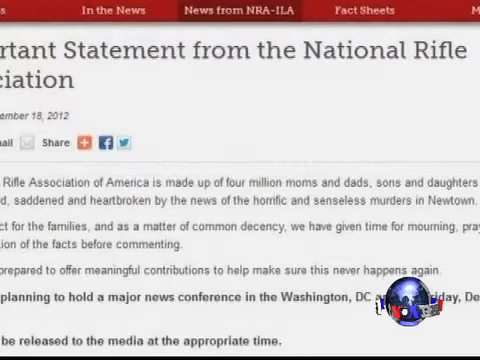 s In the News News from NRA-ILA Fact Sheets M
rtant Statement from the National Rifle
ciation
ember 18, 2012
ail Share
Rifle Association of America is made up of four million moms and dads, sons and daughters
d, saddened and heartbroken by the news of the horrific and senseless murders in Newtown.
ct for the families, and as a matter of common decency, we have given time for mourning, pray
tion of the facts before commenting.
prepared to offer meaningful contributions to help make sure this never happens again.
planning to hold a major news conference in the Washington, DC iday, De
be released to the media at the appropriate time.